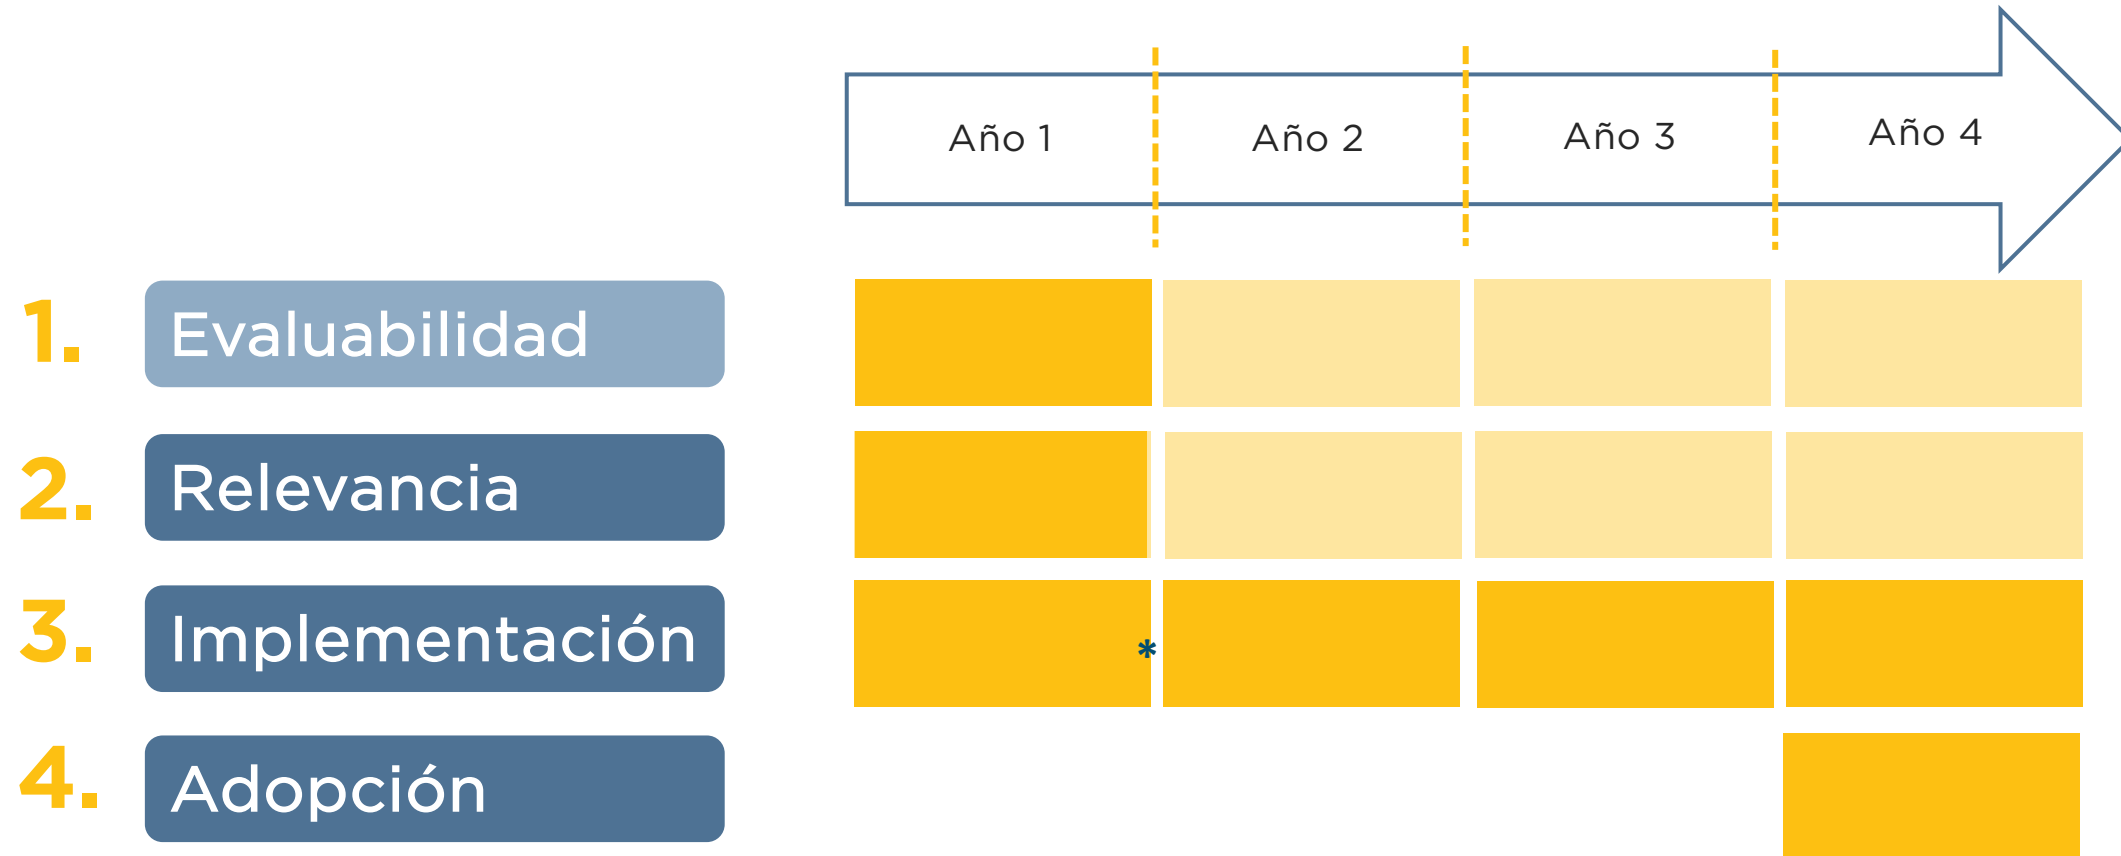 Año 1 Año 2 Año 3 Año 4
1. Evaluabilidad
2. Relevancia
3. Implementación
*
4. Adopción